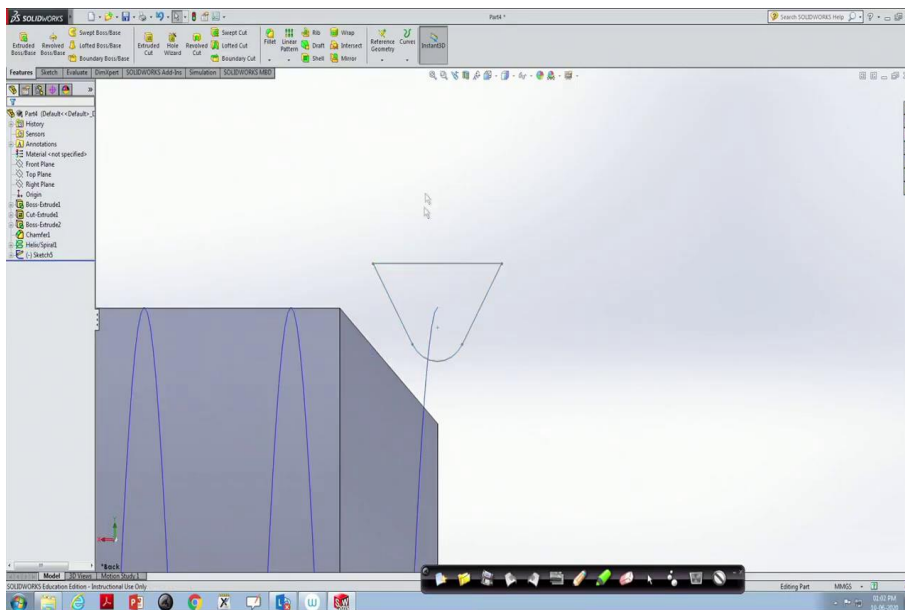 SOLIDWORKS
Part4 *
Search SOLIDWORKS Help
Extruded Boss/Base
Revolved Boss/Base
Swept Boss/Base
Lofted Boss/Base
Boundary Boss/Base
Extruded Cut
Hole Wizard
Revolved Cut
Swept Cut
Lofted Cut
Boundary Cut
Fillet
Linear Pattern
Rib
Draft
Shell
Wrap
Intersect
Mirror
Reference Geometry
Curves
Instant3D
Features Sketch Evaluate DimXpert SOLIDWORKS Add-Ins Simulation SOLIDWORKS MBD
Part4 (Default<<Default>_D
History
Sensors
Annotations
Material <not specified>
Front Plane
Top Plane
Right Plane
Origin
Boss-Extrude1
Cut-Extrude1
Boss-Extrude2
Chamfer1
Helix/Spiral1
(-) Sketch5
*Back
Model 3D Views Motion Study 1
SOLIDWORKS Education Edition - Instructional Use Only
Editing Part MMGS